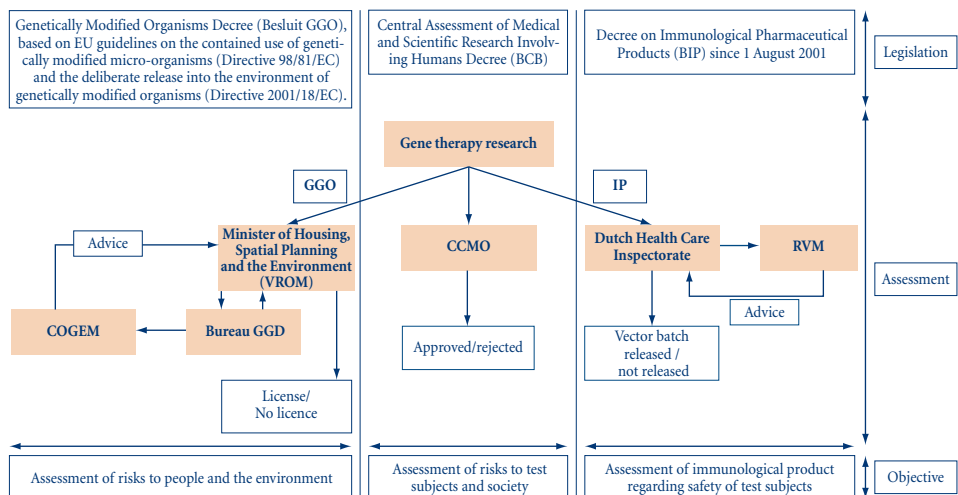 Genetically Modified Organisms Decree (Besluit GGO),
based on EU guidelines on the contained use of geneti-
cally modified micro-organisms (Directive 98/81/EC)
and the deliberate release into the environment of
genetically modified organisms (Directive 2001/18/EC).
Central Assessment of Medical
and Scientific Research Involv-
ing Humans Decree (BCB)
Decree on Immunological Pharmaceutical
Products (BIP) since 1 August 2001
Legislation
Gene therapy research
GGO
IP
Advice
Minister of Housing,
Spatial Planning
and the Environment
(VROM)
CCMO
Dutch Health Care
Inspectorate
RVM
Assessment
COGEM
Bureau GGD
Advice
Approved/rejected
Vector batch
released /
not released
License/
No licence
Assessment of risks to people and the environment
Assessment of risks to test
subjects and society
Assessment of immunological product
regarding safety of test subjects
Objective